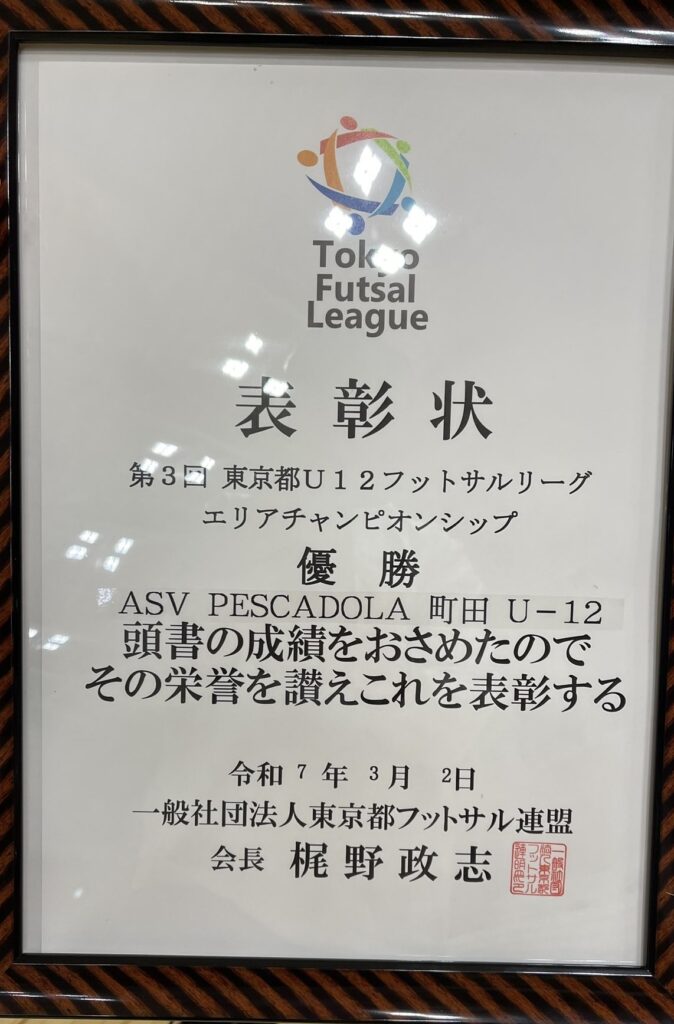 Tokyo
Futsal
League
表彰状
第３回 東京都Ｕ１２フットサルリーグ
エリアチャンピオンシップ
優 勝
ASV PESCADOLA 町田 U−12
頭書の成績をおさめたので
その栄誉を讃えこれを表彰する
令和 7 年 3 月 2日
一般社団法人東京都フットサル連盟
会長 梶野政志